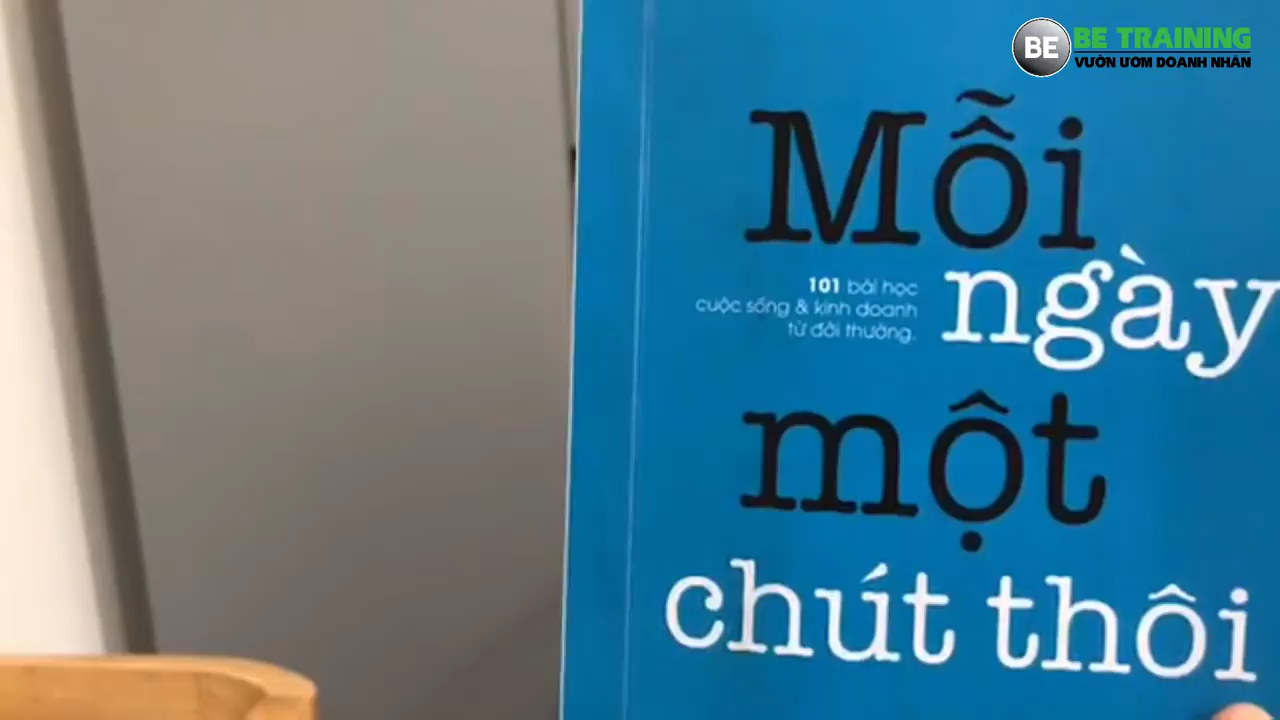 BE
BE TRAINING
VƯỜN ƯƠM DOANH NHÂN
Mỗi
101 bài học
cuộc sống & kinh doanh
từ đời thường.
ngày
một
chút thôi